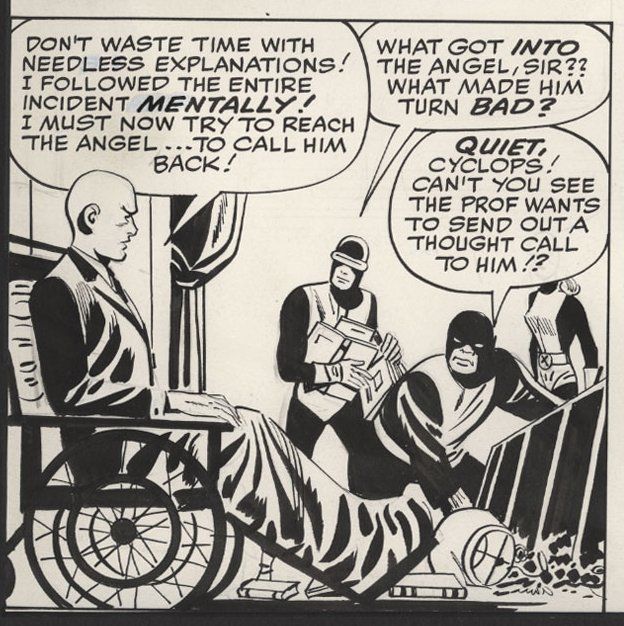 DON'T WASTE TIME WITH
NEEDLESS EXPLANATIONS!
I FOLLOWED THE ENTIRE
INCIDENT MENTALLY!
I MUST NOW TRY TO REACH
THE ANGEL ... TO CALL HIM
BACK!
WHAT GOT INTO
THE ANGEL, SIR??
WHAT MADE HIM
TURN BAD?
QUIET,
CYCLOPS!
CAN'T YOU SEE
THE PROF WANTS
TO SEND OUT A
THOUGHT CALL
TO HIM!?
X